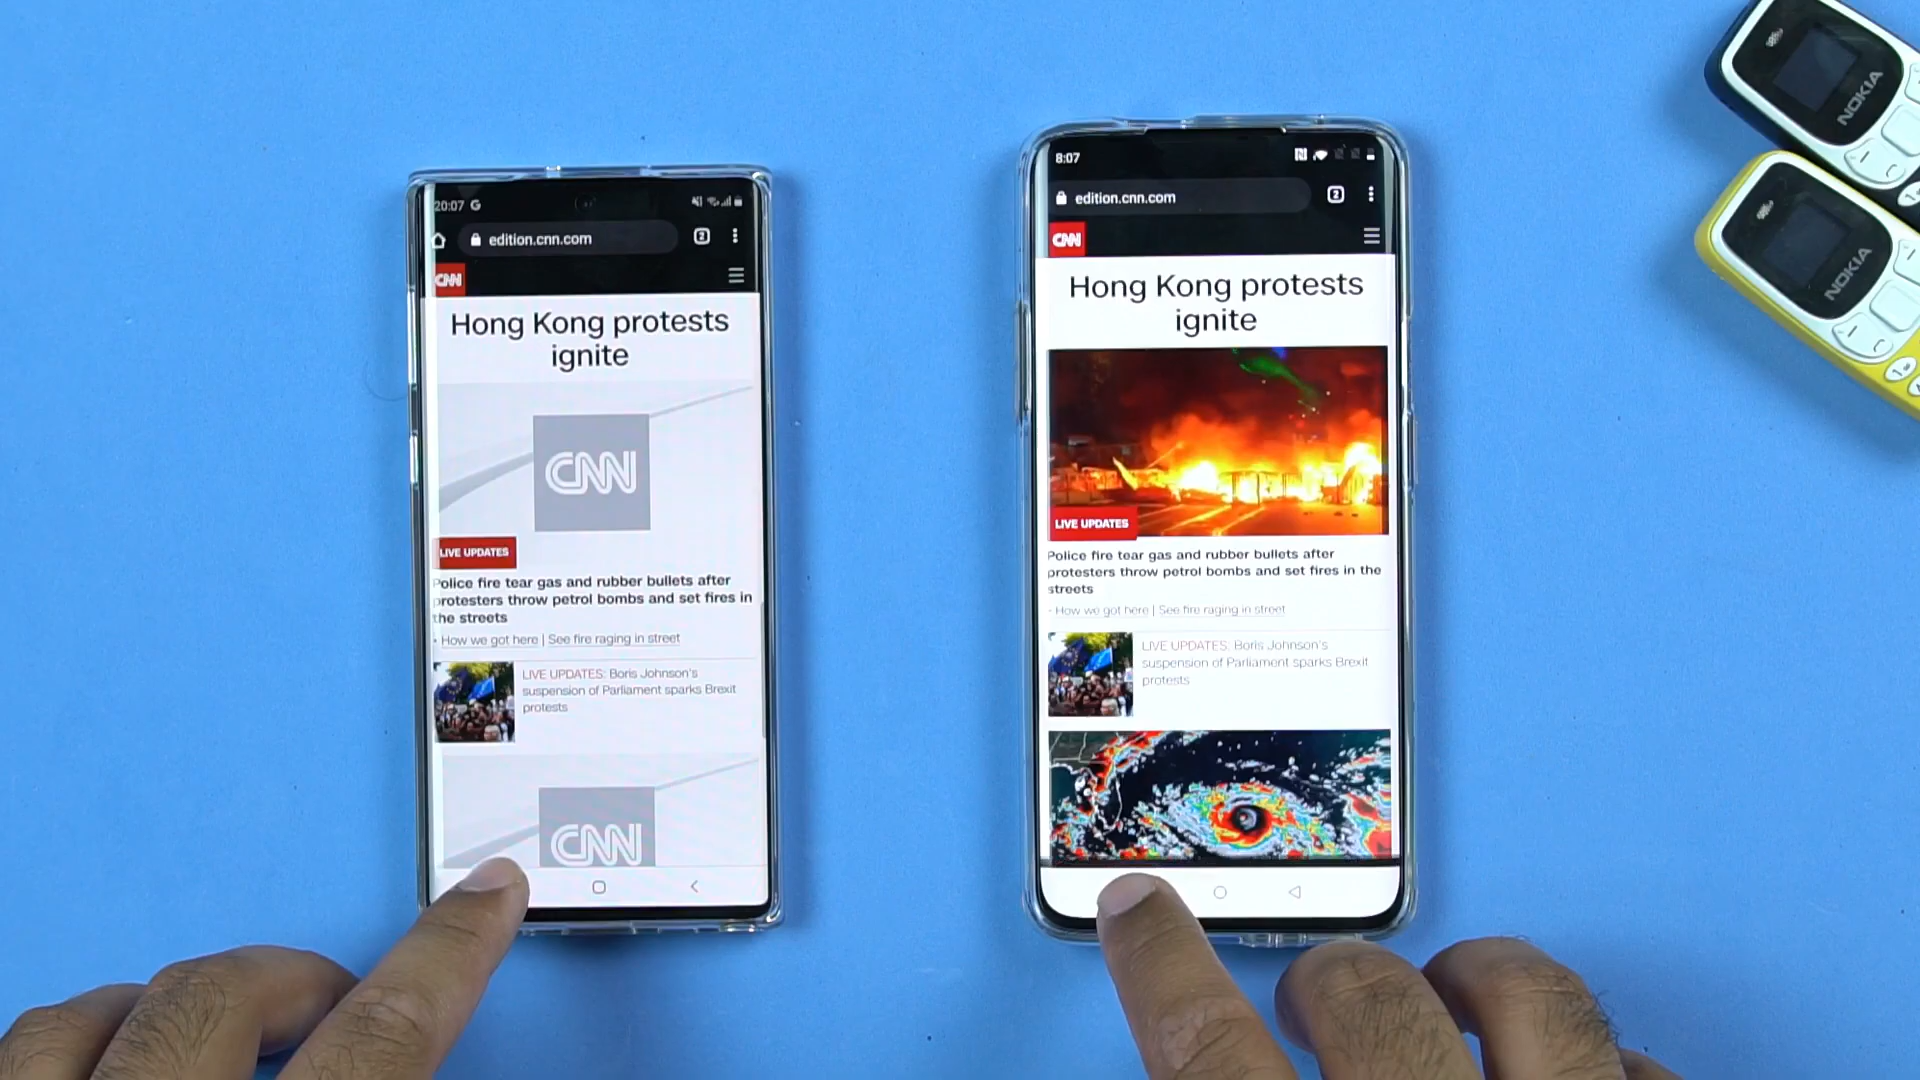 20:07 G
edition.cnn.com
2
CNN
Hong Kong protests
ignite
CNN
LIVE UPDATES
Police fire tear gas and rubber bullets after
protesters throw petrol bombs and set fires in
the streets
• How we got here | See fire raging in street
LIVE UPDATES: Boris Johnson's
suspension of Parliament sparks Brexit
protests
CNN
8:07
edition.cnn.com
2
CNN
Hong Kong protests
ignite
LIVE UPDATES
Police fire tear gas and rubber bullets after
protesters throw petrol bombs and set fires in the
streets
• How we got here | See fire raging in street
LIVE UPDATES: Boris Johnson's
suspension of Parliament sparks Brexit
protests
NOKIA
NOKIA